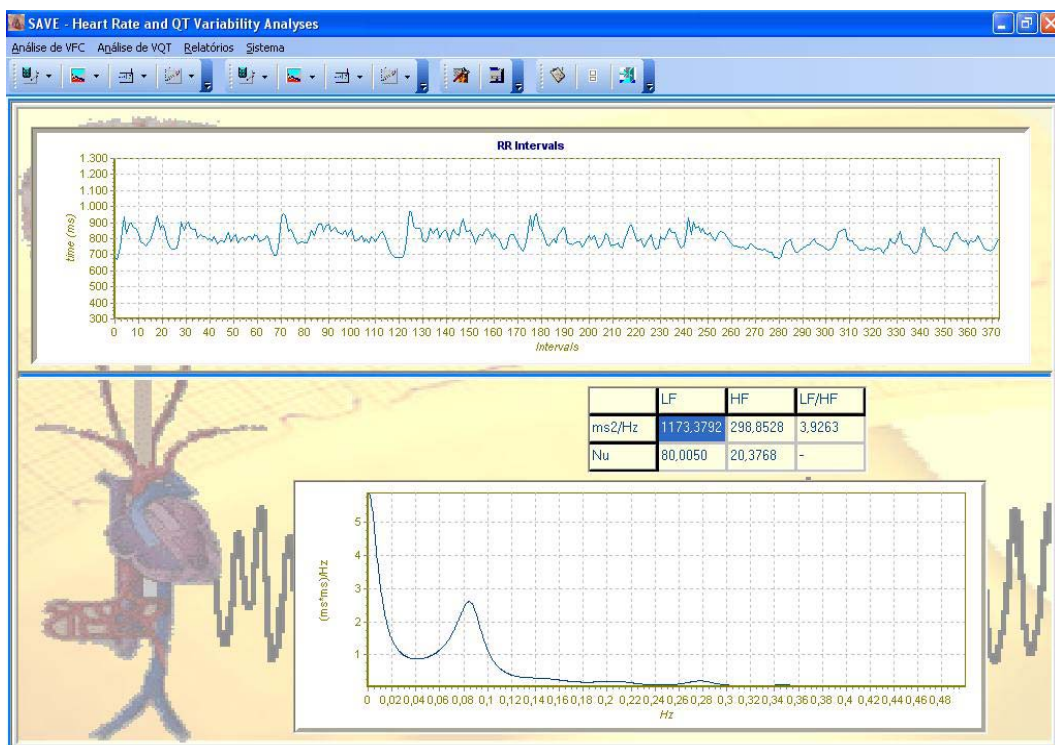 SAVE - Heart Rate and QT Variability Analyses
Análise de VFC Análise de VQT Relatórios Sistema
RR Intervals
1.300
1.200
1.100
1.000
900
800
700
600
500
400
300
time (ms)
0 10 20 30 40 50 60 70 80 90 100 110 120 130 140 150 160 170 180 190 200 210 220 230 240 250 260 270 280 290 300 310 320 330 340 350 360 370
Intervals
LF HF LF/HF
ms2/Hz 1173,3792 298,8528 3,9263
Nu 80,0050 20,3768 -
5
4
3
2
1
(ms*ms)/Hz
0 0,02 0,04 0,06 0,08 0,1 0,12 0,14 0,16 0,18 0,2 0,22 0,24 0,26 0,28 0,3 0,32 0,34 0,36 0,38 0,4 0,42 0,44 0,46 0,48
Hz